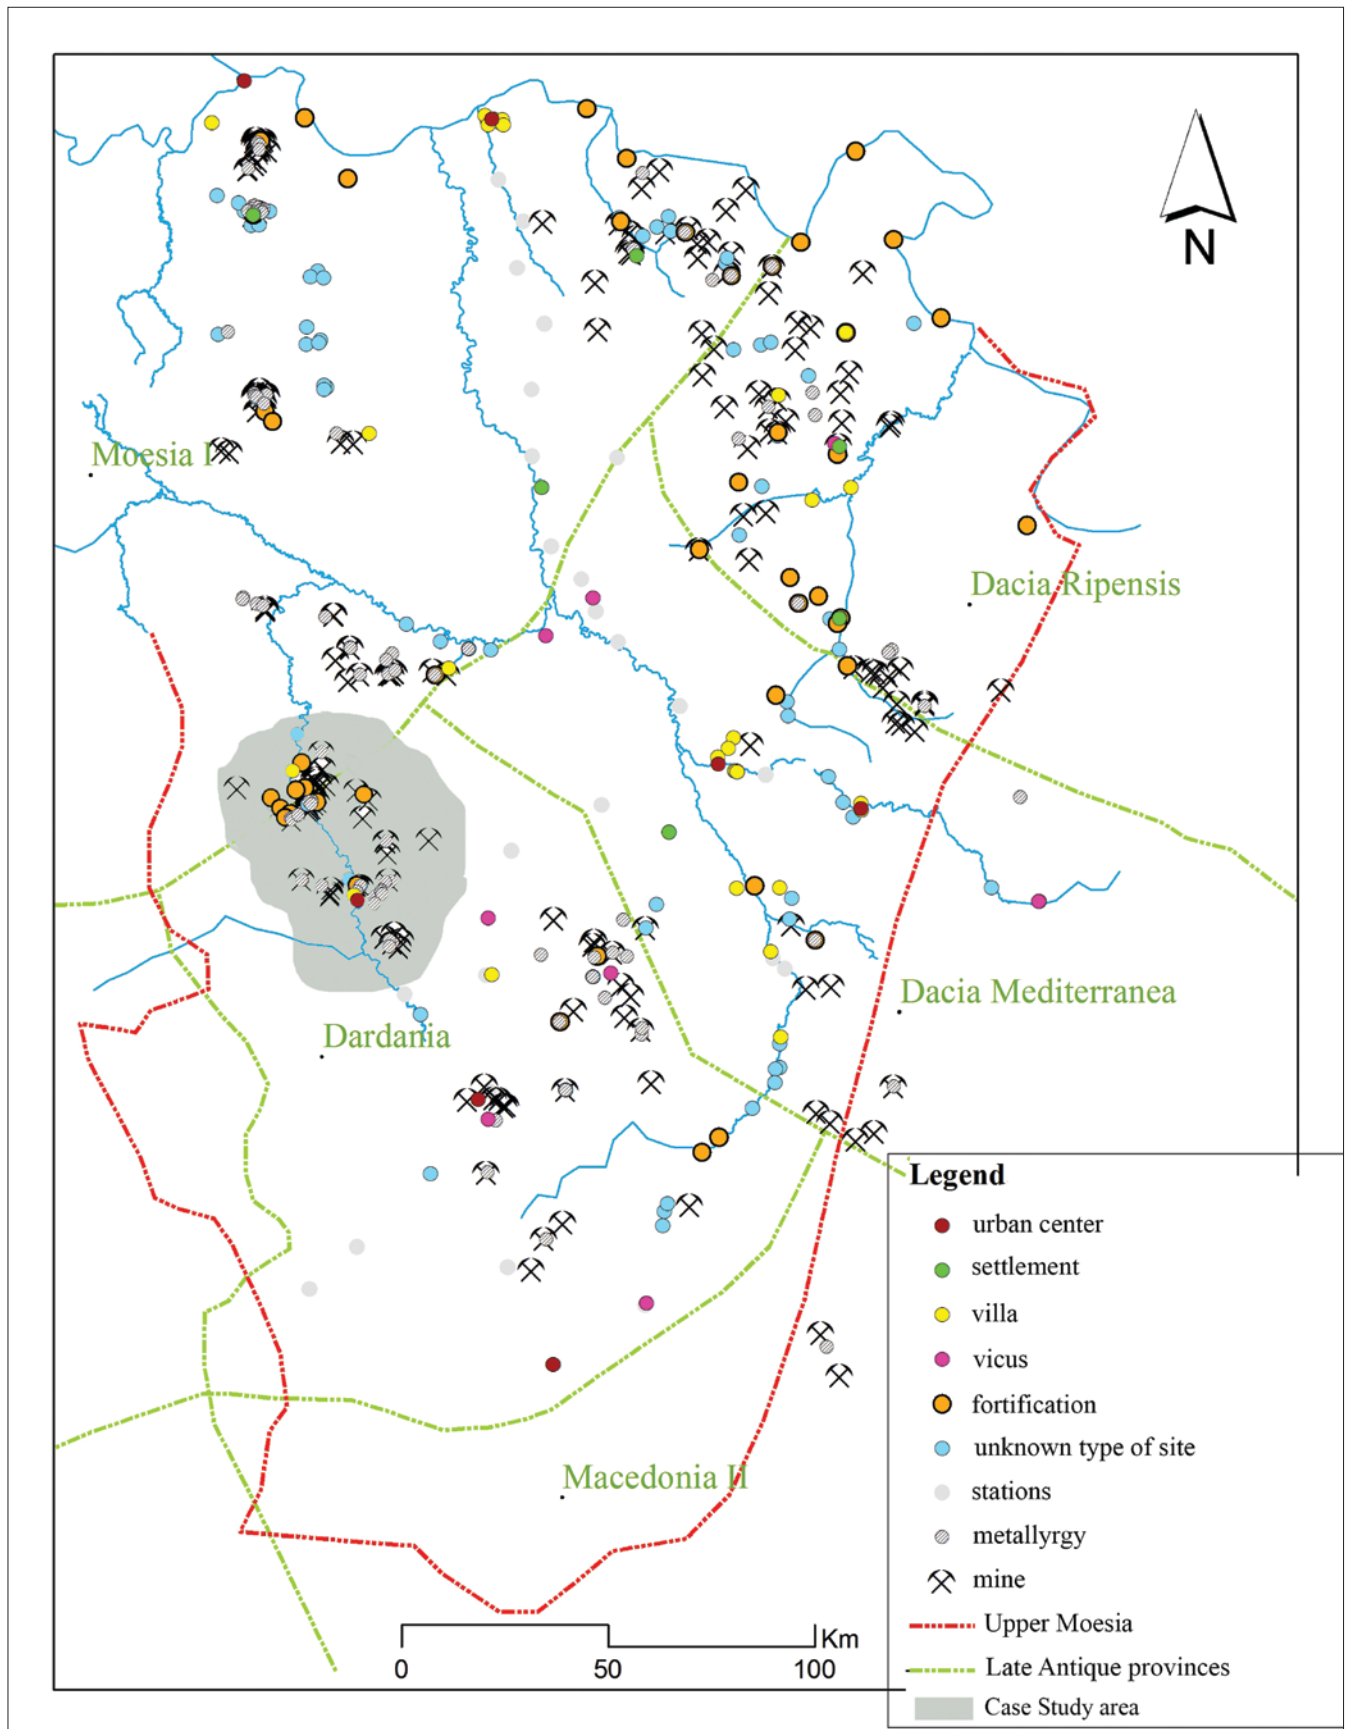 N
Moesia I
Dacia Ripensis
Dacia Mediterranea
Dardania
Macedonia II
Legend
urban center
settlement
villa
vicus
fortification
unknown type of site
stations
metallyrgy
mine
Upper Moesia
Late Antique provinces
Case Study area
Km
0 50 100